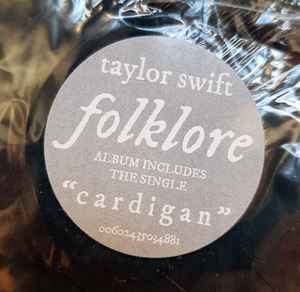 taylor swift
folklore
ALBUM INCLUDES
THE SINGLE
"cardigan"
00602435034881